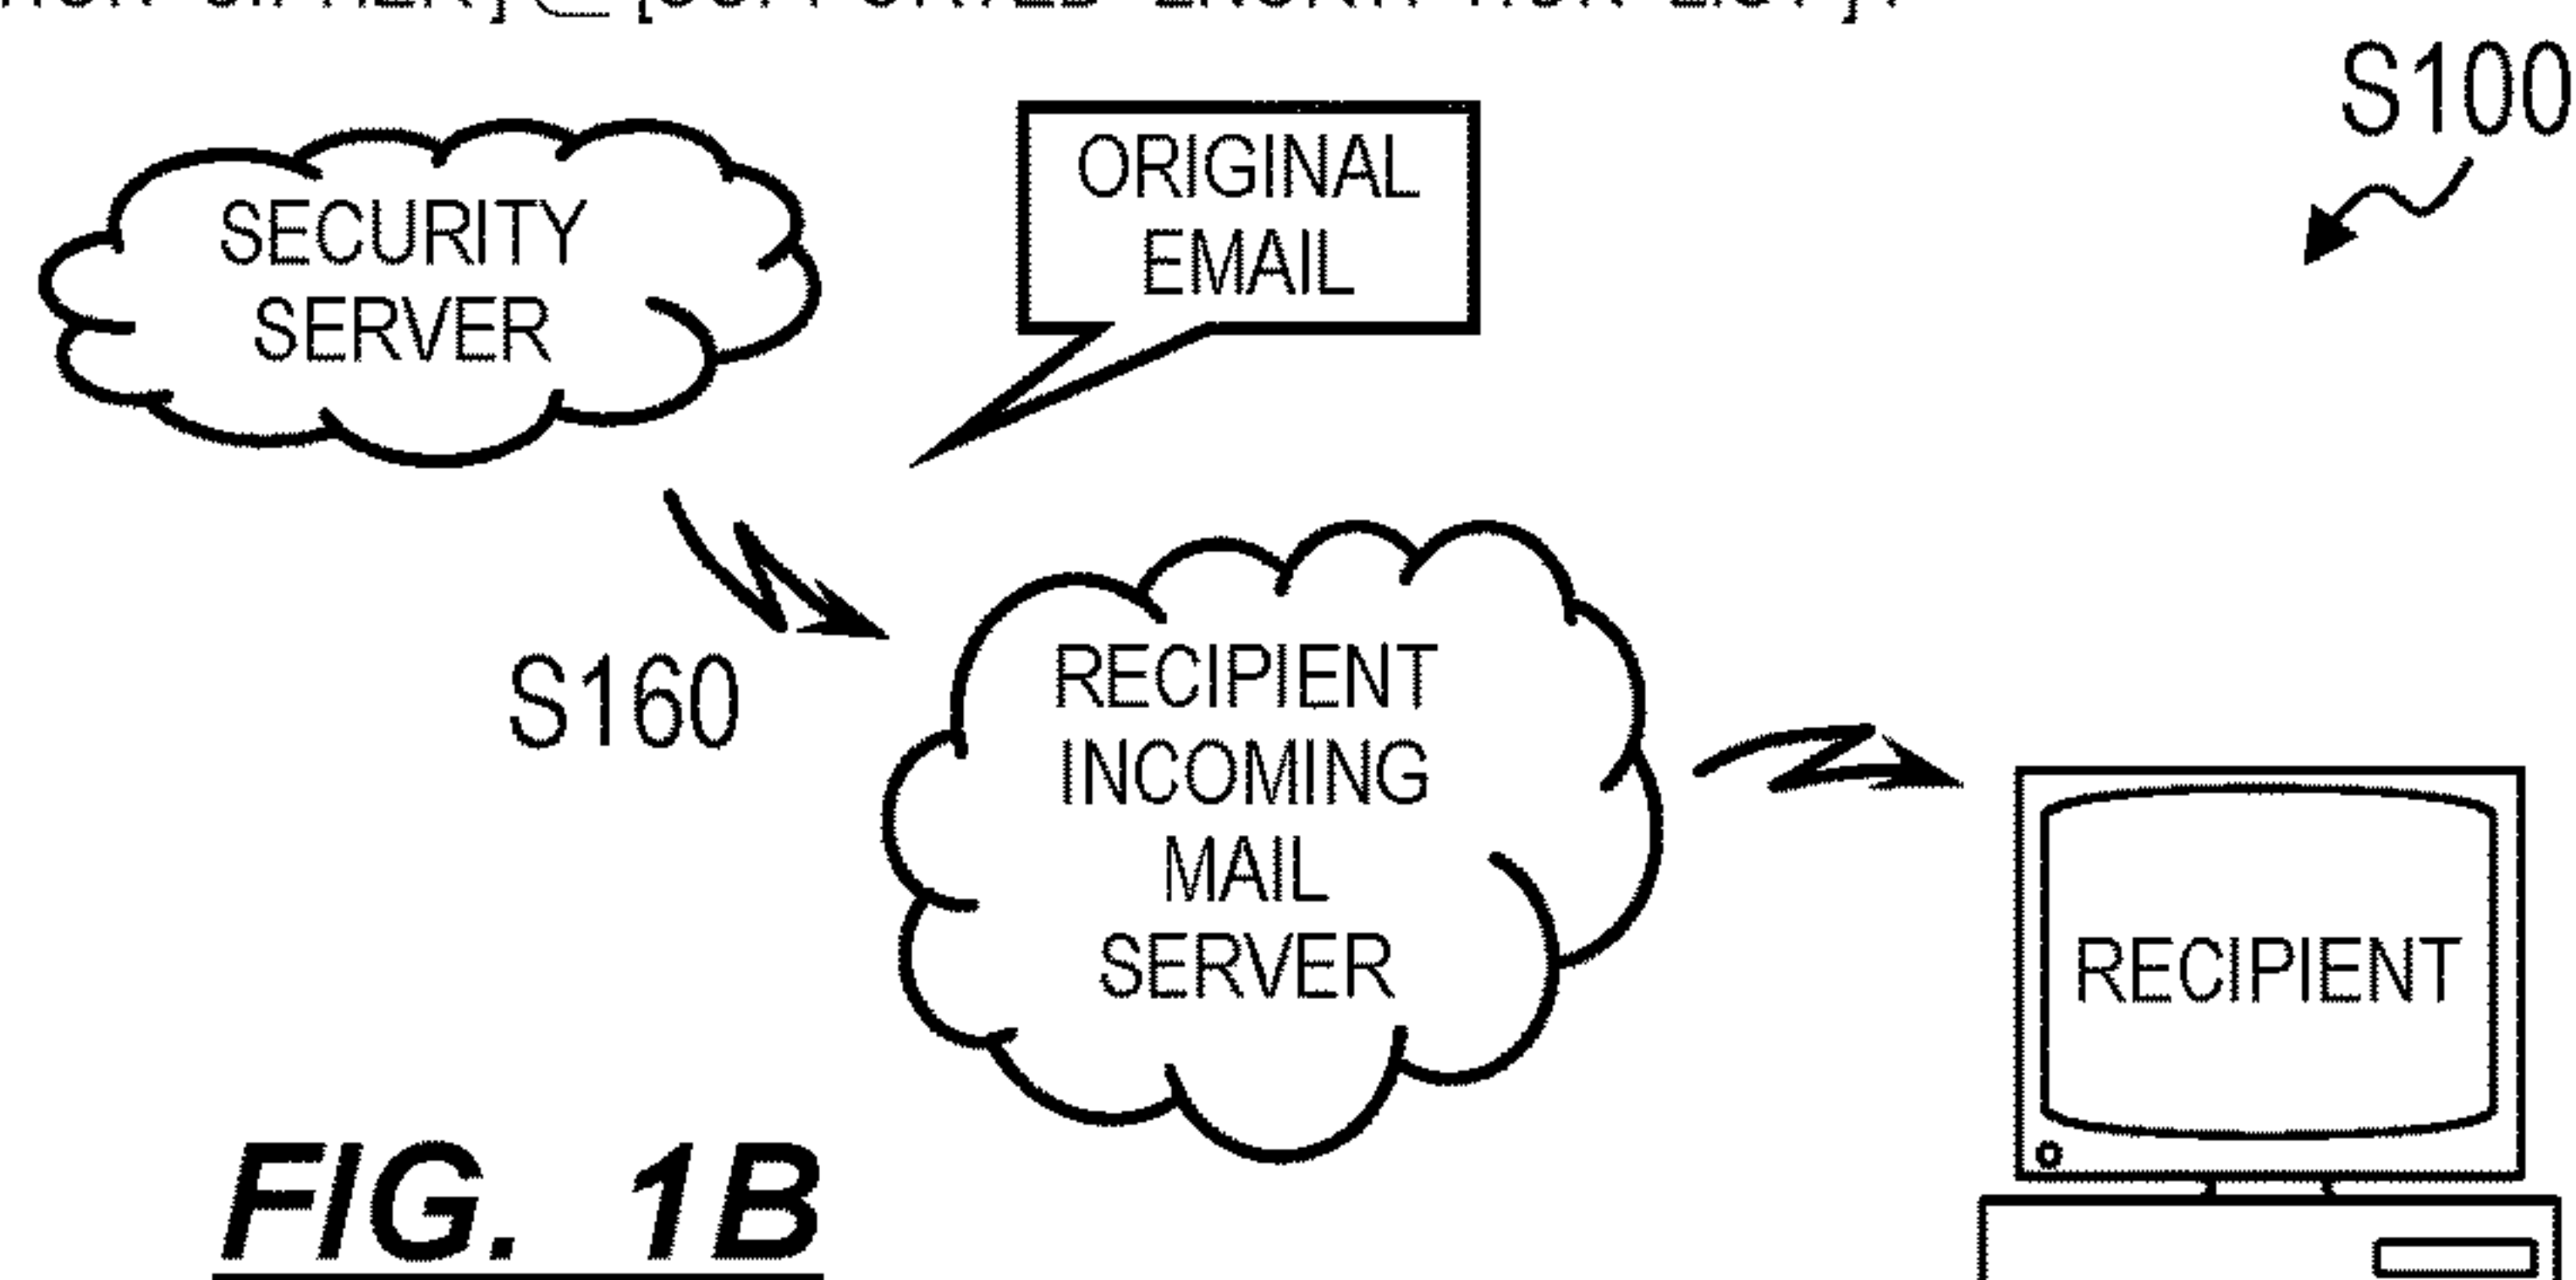 S100
SECURITY
SERVER
ORIGINAL
EMAIL
S160
RECIPIENT
INCOMING
MAIL
SERVER
RECIPIENT
FIG. 1B